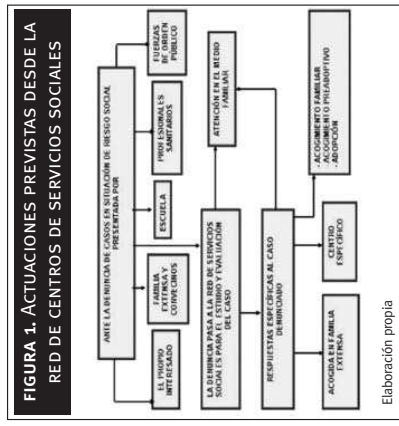 FIGURA 1. ACTUACIONES PREVISTAS DESDE LA
RED DE CENTROS DE SERVICIOS SOCIALES
ANTE LA DENUNCIA DE CASOS EN SITUACIÓN DE RIESGO SOCIAL
PRESENTADA POR
EL PROPIO
INTERESADO
FAMILIA
EXTENSA Y
CONVECINOS
ESCUELA
PROFESIONALES
SANITARIOS
FUERZAS
DE ORDEN
PÚBLICO
LA DENUNCIA PASA A LA RED DE SERVICIOS
SOCIALES PARA EL ESTUDIO Y EVALUACIÓN
DEL CASO
ATENCIÓN EN EL MEDIO
FAMILIAR
RESPUESTAS ESPECÍFICAS AL CASO
DENUNCIADO
ACOGIDA EN FAMILIA
EXTENSA
CENTRO
ESPECÍFICO
- ACOGIMIENTO FAMILIAR
- ACOGIMIENTO PREADOPTIVO
- ADOPCIÓN
Elaboración propia